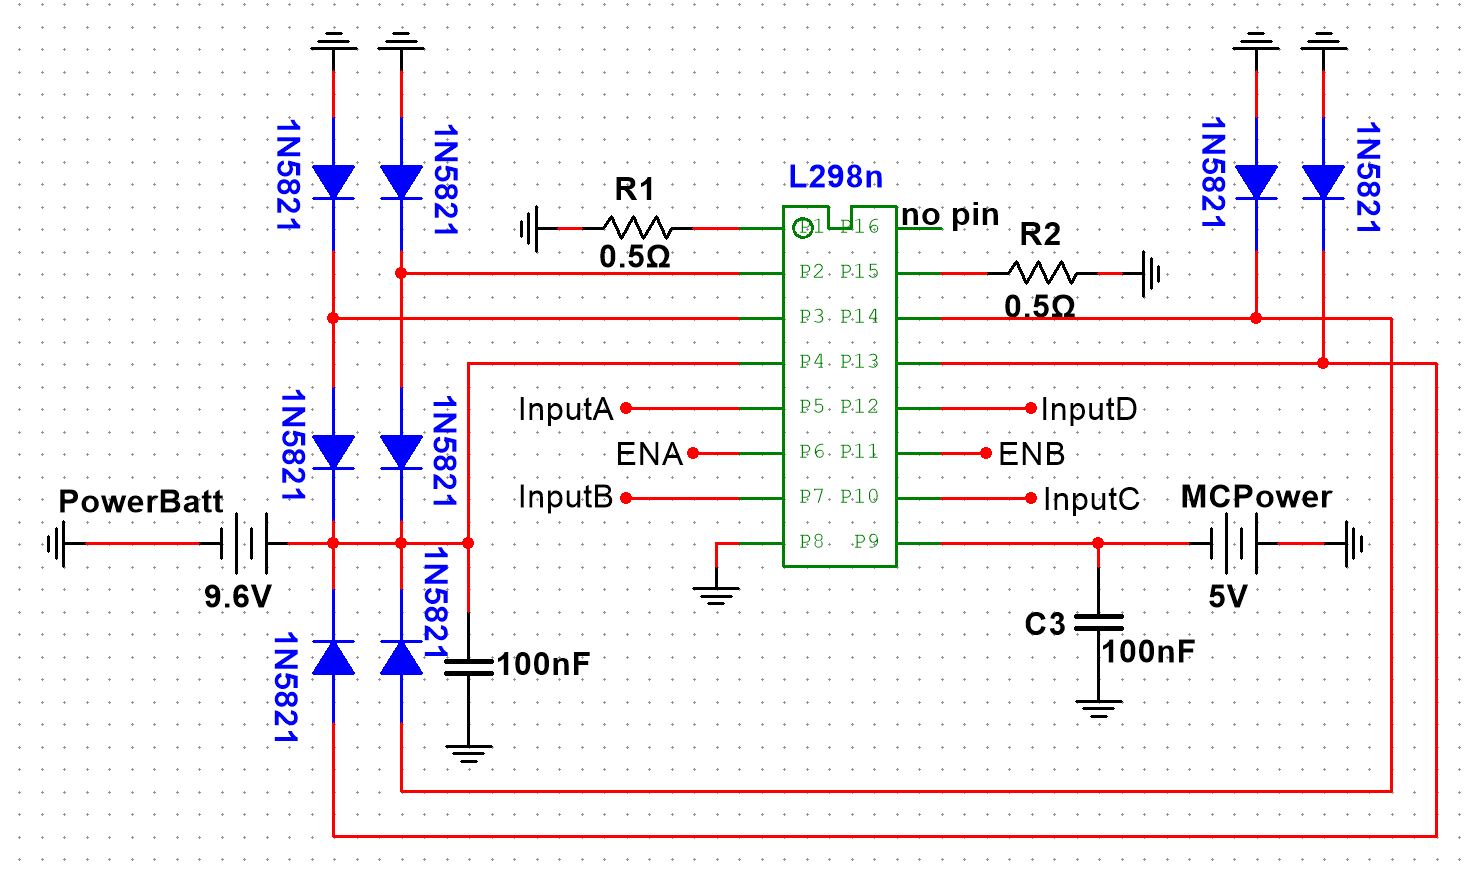 1N5821
1N5821
1N5821
1N5821
L298n
R1
0.5Ω
no pin
R2
0.5Ω
P1 P16
P2 P15
P3 P14
P4 P13
P5 P12
P6 P11
P7 P10
P8 P9
InputA
ENA
InputB
InputD
ENB
InputC
1N5821
1N5821
PowerBatt
9.6V
MCPower
5V
1N5821
1N5821
100nF
C3
100nF